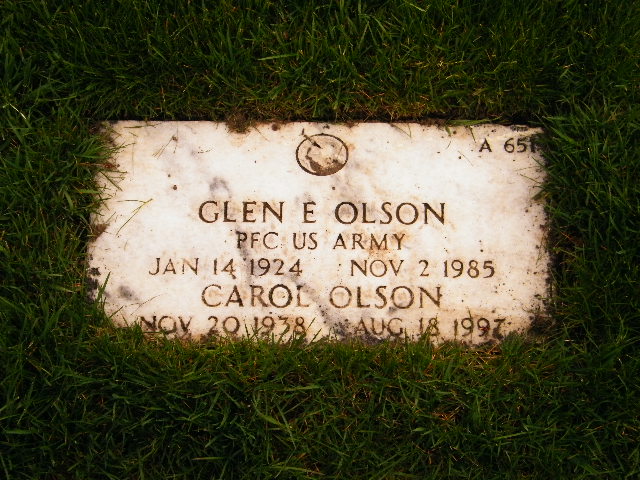 A 651
GLEN E OLSON
PFC US ARMY
JAN 14 1924 NOV 2 1985
CAROL OLSON
NOV 20 1938 AUG 18 1997